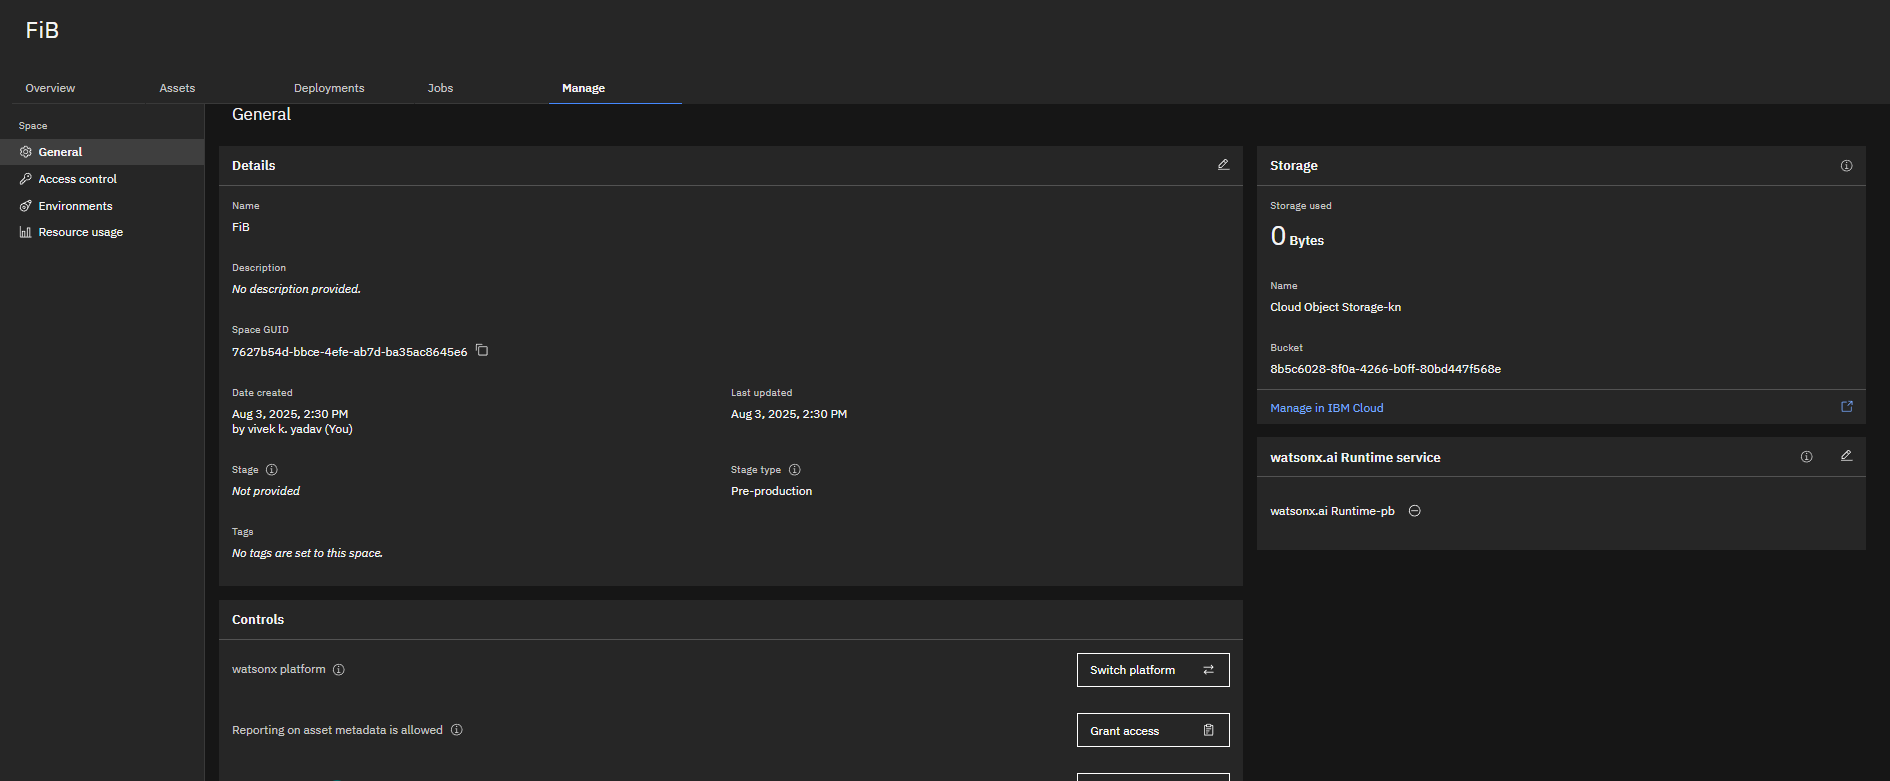 FiB
Overview
Assets
Deployments
Jobs
Manage
Space
General
Access control
Environments
Resource usage
General
Details
Name
FiB
Description
No description provided.
Space GUID
7627b54d-bbce-4efe-ab7d-ba35ac8645e6
Date created
Aug 3, 2025, 2:30 PM
by vivek k. yadav (You)
Last updated
Aug 3, 2025, 2:30 PM
Stage
Not provided
Stage type
Pre-production
Tags
No tags are set to this space.
Controls
watsonx platform
Switch platform
Reporting on asset metadata is allowed
Grant access
Storage
Storage used
0 Bytes
Name
Cloud Object Storage-kn
Bucket
8b5c6028-8f0a-4266-b0ff-80bd447f568e
Manage in IBM Cloud
watsonx.ai Runtime service
watsonx.ai Runtime-pb